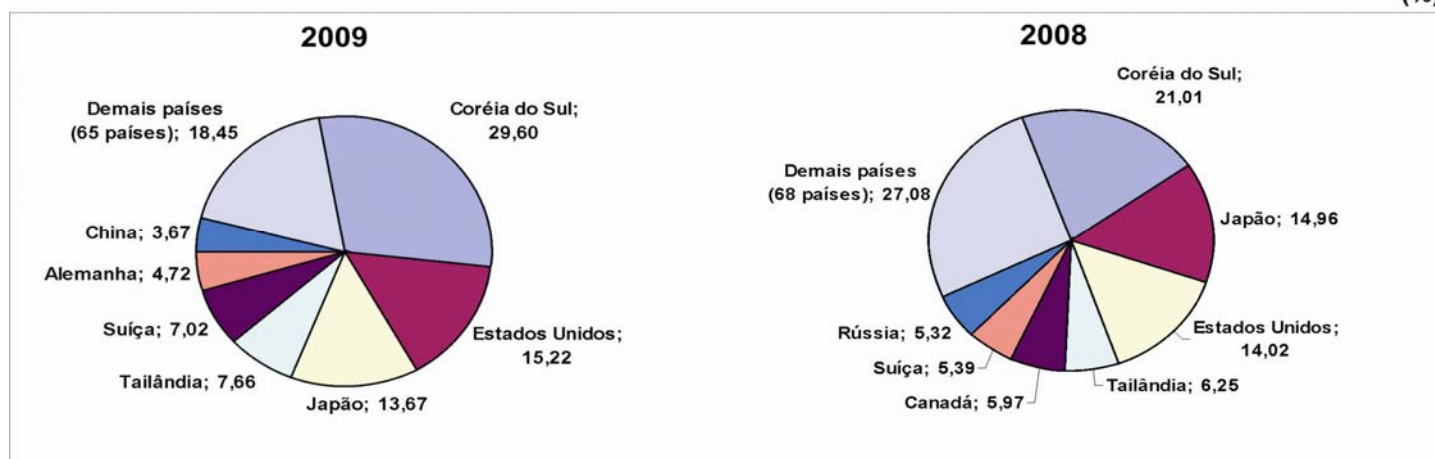 2009
Coréia do Sul;
29,60
Estados Unidos;
15,22
Japão; 13,67
Tailândia; 7,66
Suíça; 7,02
Alemanha; 4,72
China; 3,67
Demais países
(65 países); 18,45
2008
Coréia do Sul;
21,01
Japão; 14,96
Estados Unidos;
14,02
Tailândia; 6,25
Canadá; 5,97
Suíça; 5,39
Rússia; 5,32
Demais países
(68 países); 27,08